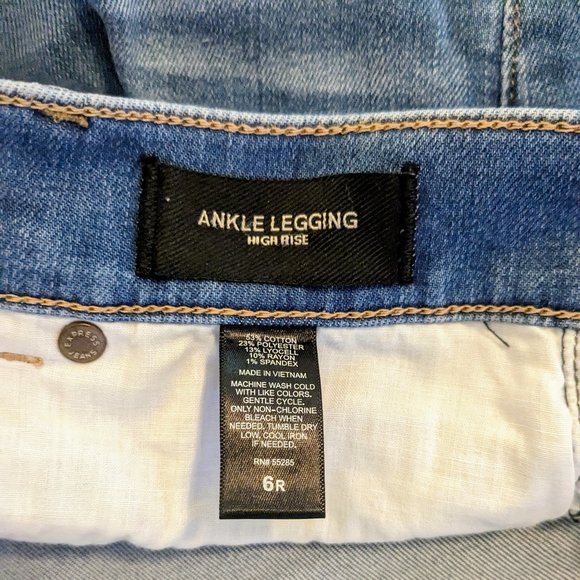 ANKLE LEGGING
HIGH RISE
EXPRESS
JEANS
53% COTTON
23% POLYESTER
13% LYOCELL
10% RAYON
1% SPANDEX
MADE IN VIETNAM
MACHINE WASH COLD
WITH LIKE COLORS.
GENTLE CYCLE.
ONLY NON-CHLORINE
BLEACH WHEN
NEEDED. TUMBLE DRY
LOW, COOL IRON
IF NEEDED.
RN# 55285
6R